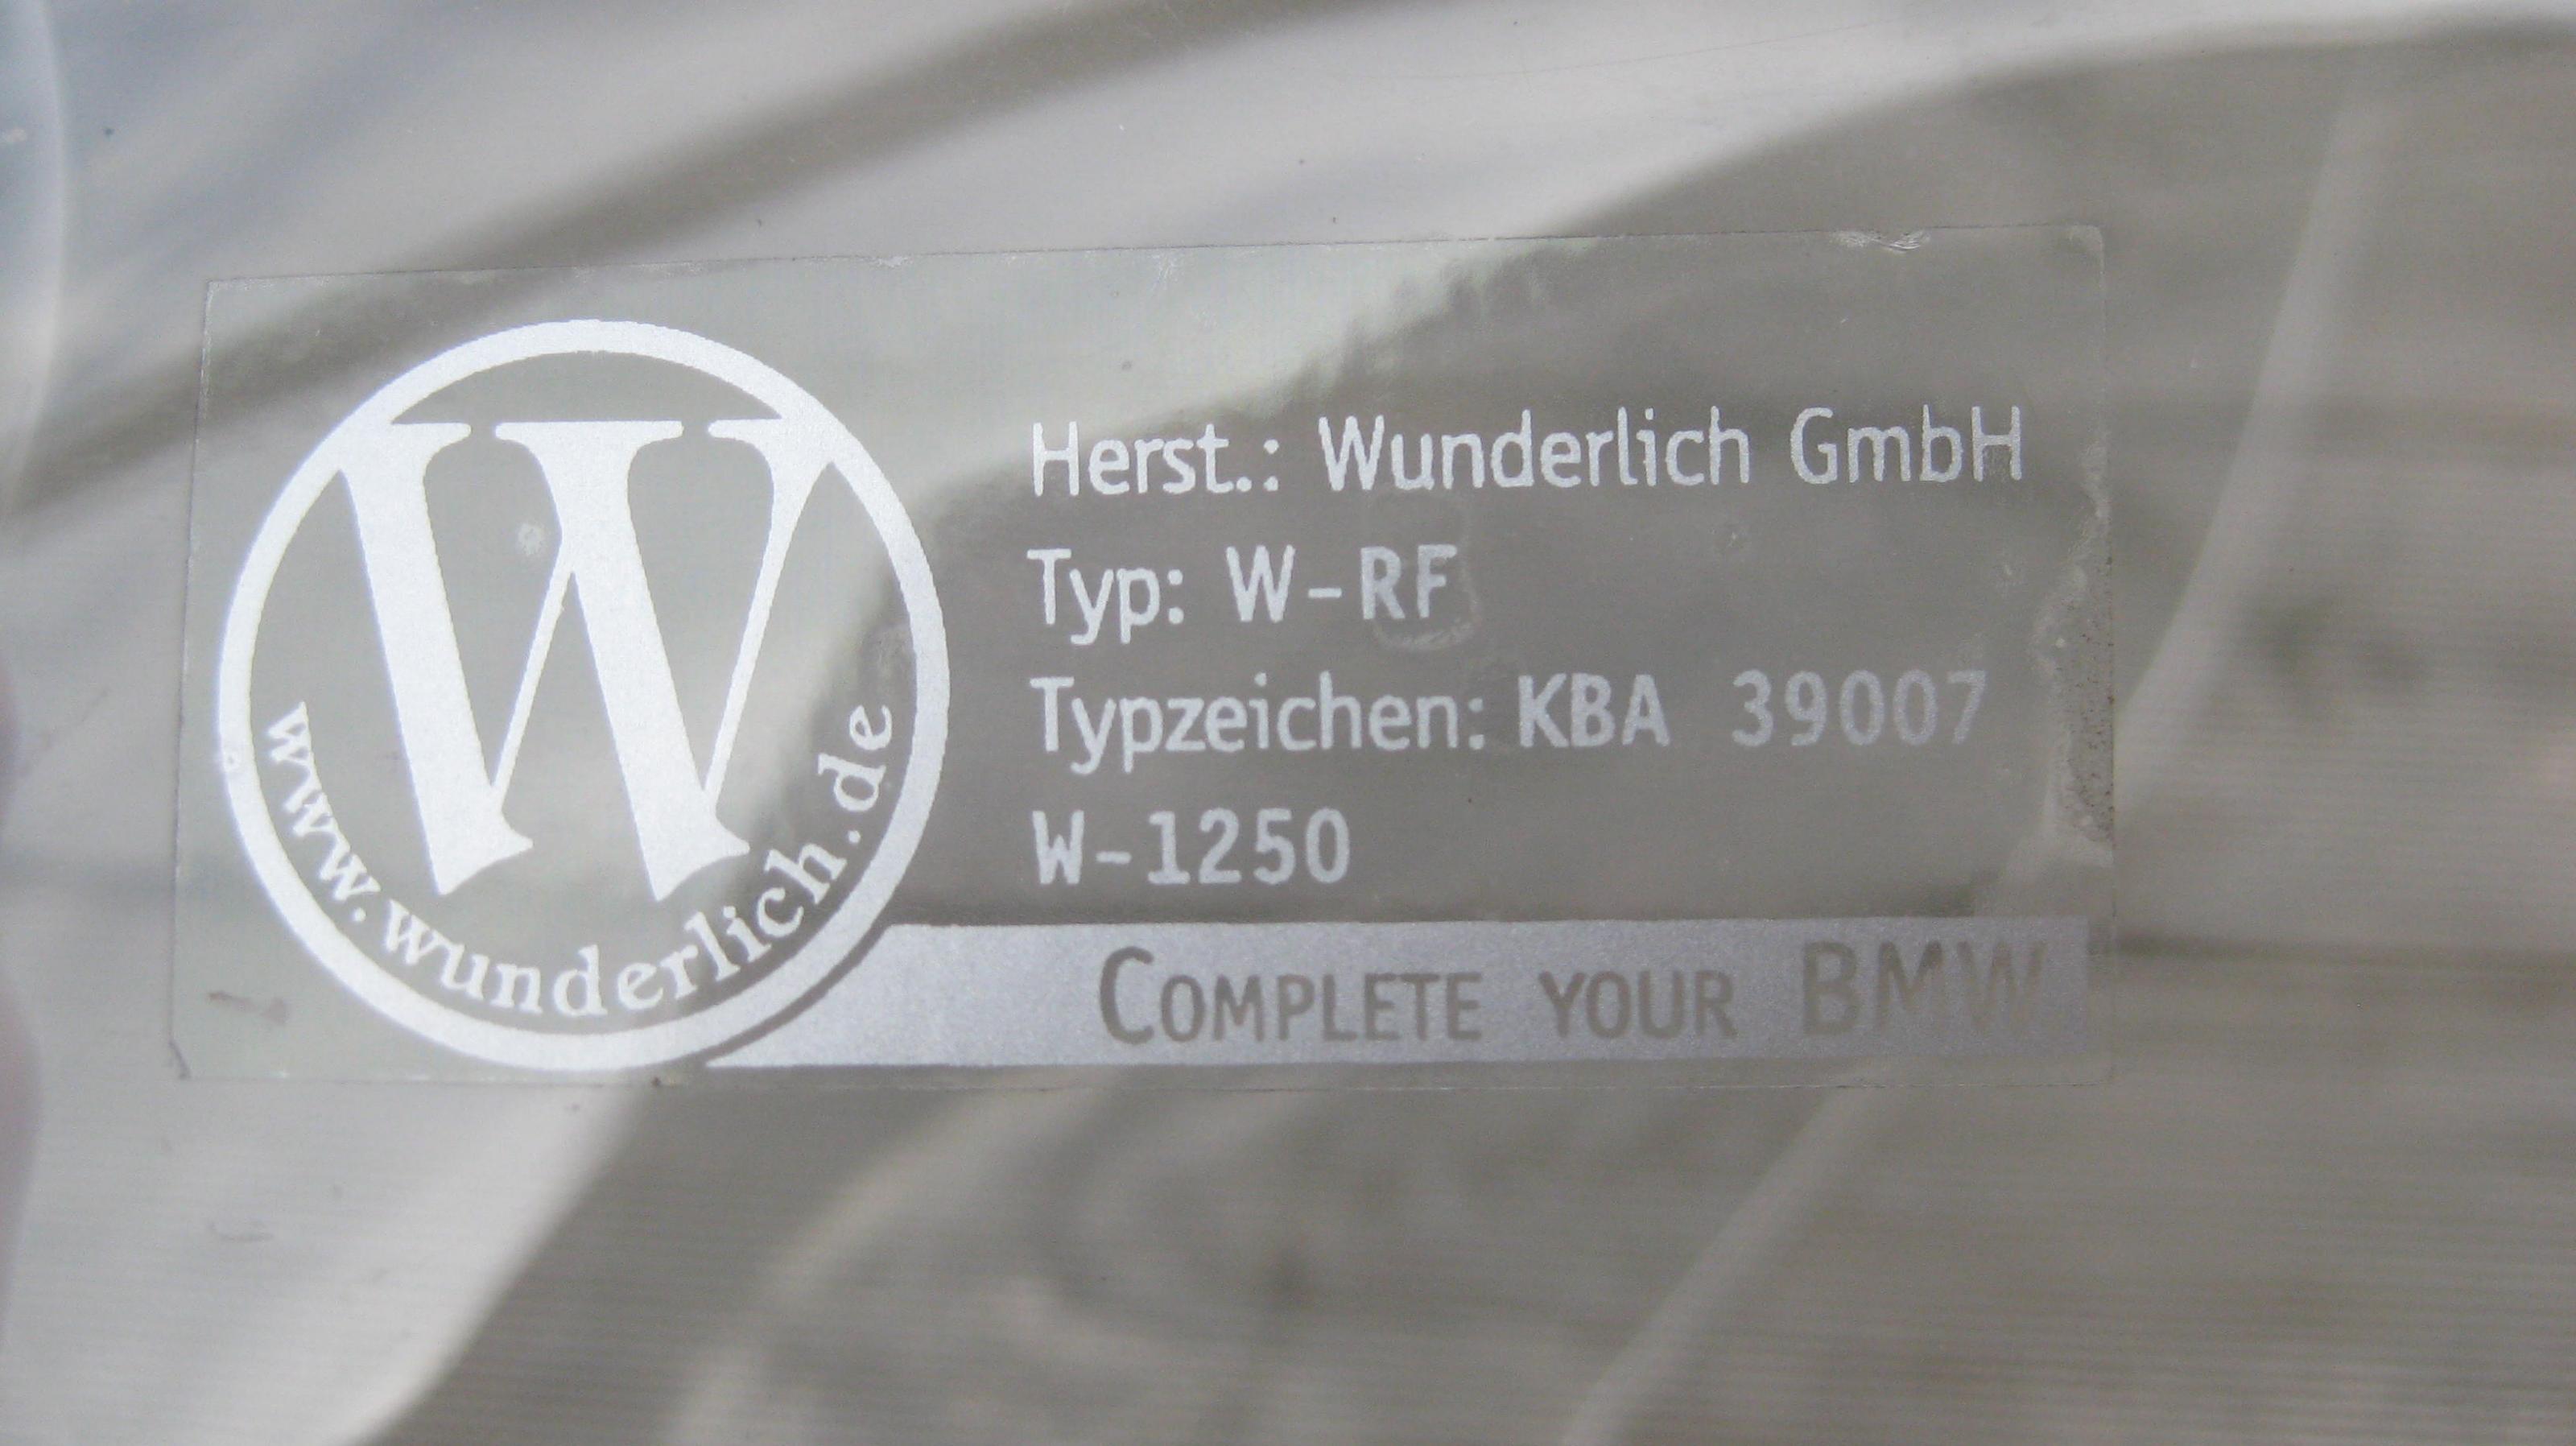 W
www.wunderlich.de
Herst.: Wunderlich GmbH
Typ: W-RF
Typzeichen: KBA 39007
W-1250
COMPLETE YOUR BMW